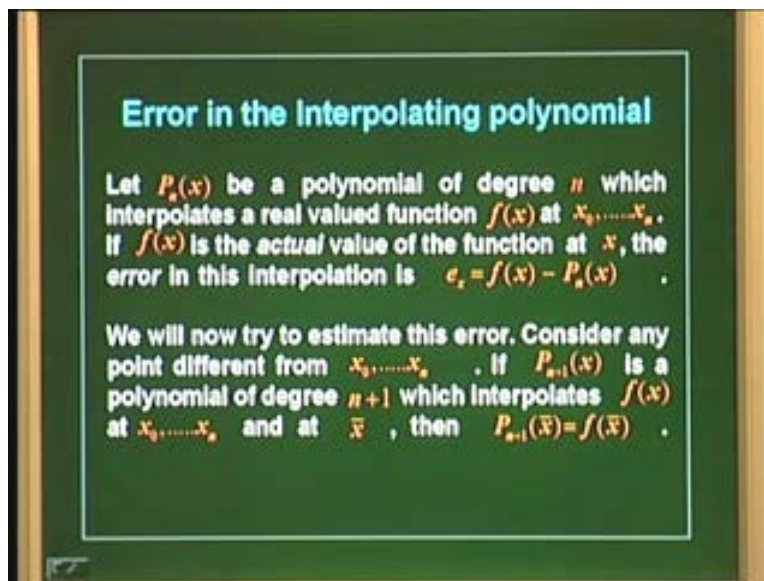 Error in the Interpolating polynomial
Let Pₙ(x) be a polynomial of degree n which
interpolates a real valued function f(x) at x₀,......xₙ.
If f(x) is the actual value of the function at x, the
error in this interpolation is eₓ = f(x) − Pₙ(x) .
We will now try to estimate this error. Consider any
point different from x₀,......xₙ . If Pₙ₊₁(x) is a
polynomial of degree n+1 which interpolates f(x)
at x₀,......xₙ and at x̅ , then Pₙ₊₁(x̅)=f(x̅) .